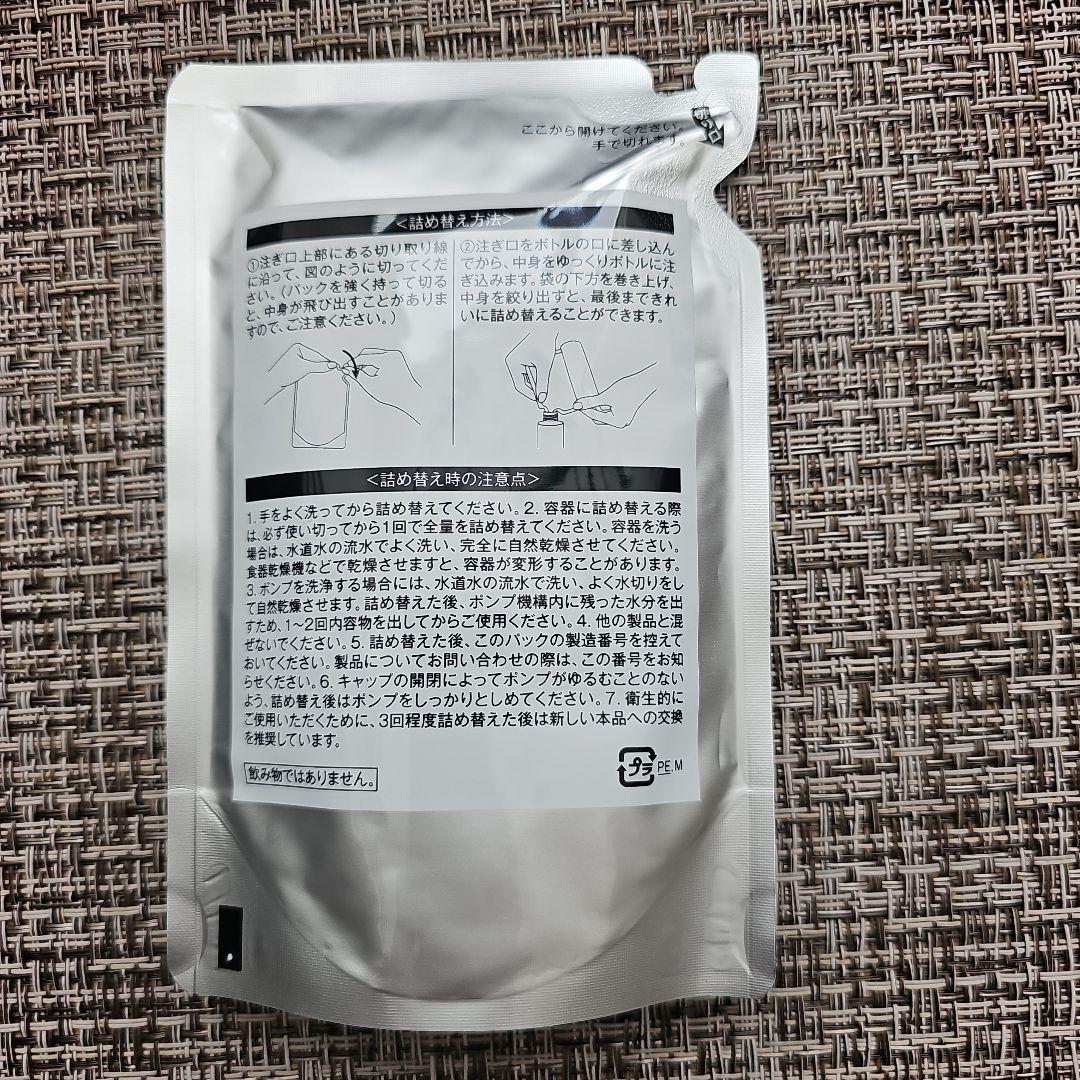 ここから開けてください。
手で切れます。
<詰め替え方法>
①注ぎ口上部にある切り取り線
に沿って、図のように切ってくだ
さい。(パックを強く持って切る
と、中身が飛び出すことがありま
すので、ご注意ください。)
②注ぎ口をボトルの口に差し込ん
でから、中身をゆっくりボトルに注
ぎ込みます。袋の下方を巻き上げ、
中身を絞り出すと、最後まできれ
いに詰め替えることができます。
<詰め替え時の注意点>
1. 手をよく洗ってから詰め替えてください。2. 容器に詰め替える際
は、必ず使い切ってから1回で全量を詰め替えてください。容器を洗う
場合は、水道水の流水でよく洗い、完全に自然乾燥させてください。
食器乾燥機などで乾燥させますと、容器が変形することがあります。
3. ポンプを洗浄する場合には、水道水の流水で洗い、よく水切りをし
て自然乾燥させます。詰め替えた後、ポンプ機構内に残った水分を出
すため、1〜2回内容物を出してからご使用ください。4. 他の製品と混
ぜないでください。5. 詰め替えた後、このパックの製造番号を控えて
おいてください。製品についてお問い合わせの際は、この番号をお知
らせください。6. キャップの開閉によってポンプがゆるむことのない
よう、詰め替え後はポンプをしっかりとしめてください。7. 衛生的に
ご使用いただくために、3回程度詰め替えた後は新しい本品への交換
を推奨しています。
飲み物ではありません。
プラ PE,M